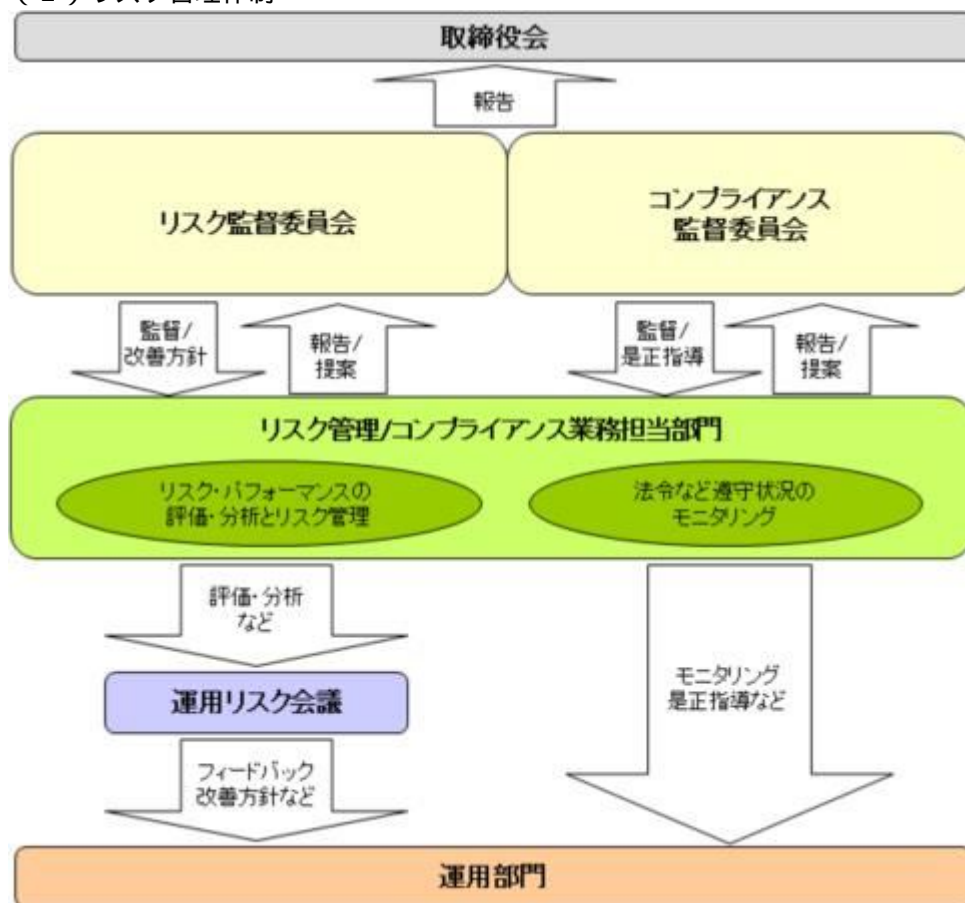 リスク管理体制
取締役会
報告
リスク監督委員会
コンプライアンス
監督委員会
監督/
改善方針
報告/
提案
監督/
是正指導
報告/
提案
リスク管理/コンプライアンス業務担当部門
リスク・パフォーマンスの
評価・分析とリスク管理
法令など遵守状況の
モニタリング
評価・分析
など
運用リスク会議
モニタリング
是正指導など
フィードバック
改善方針など
運用部門